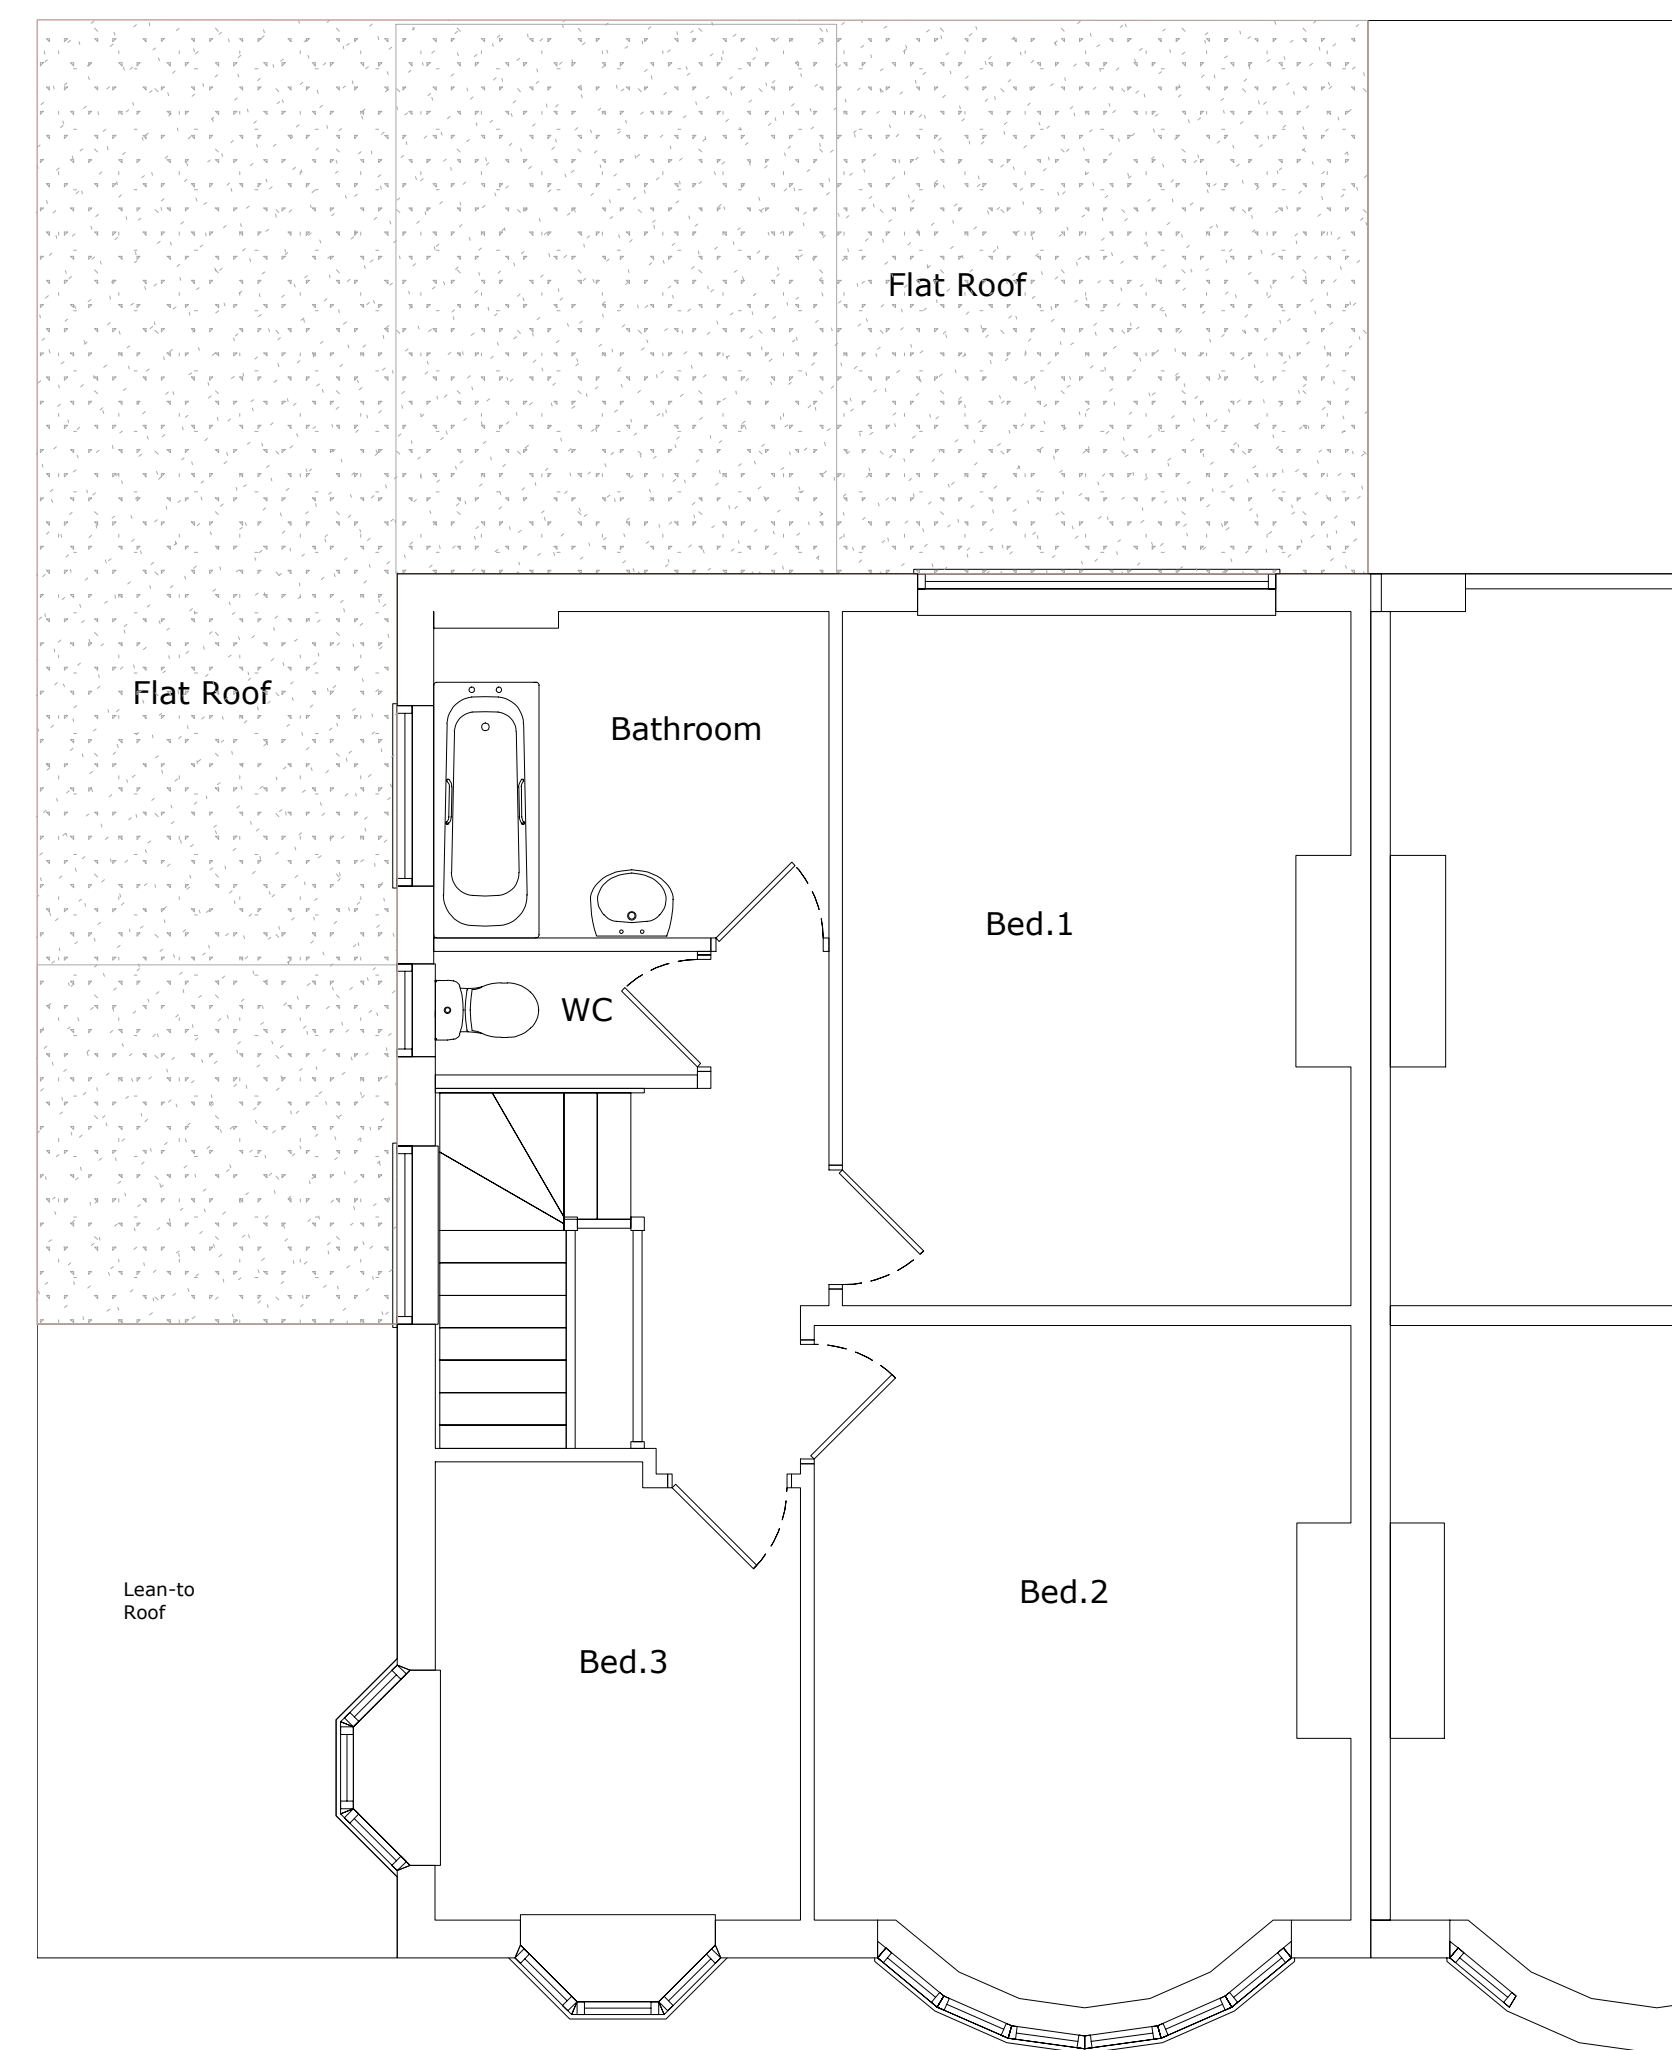 Flat Roof
Flat Roof
Bathroom
Bed.1
WC
Lean-to
Roof
Bed.2
Bed.3